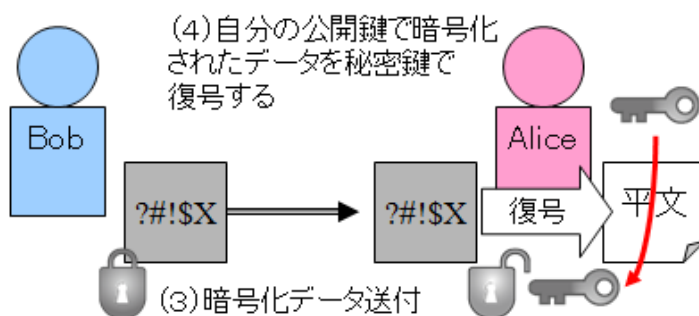 (4)自分の公開鍵で暗号化
されたデータを秘密鍵で
復号する
Bob
Alice
?#!$X
?#!$X
復号
平文
(3)暗号化データ送付